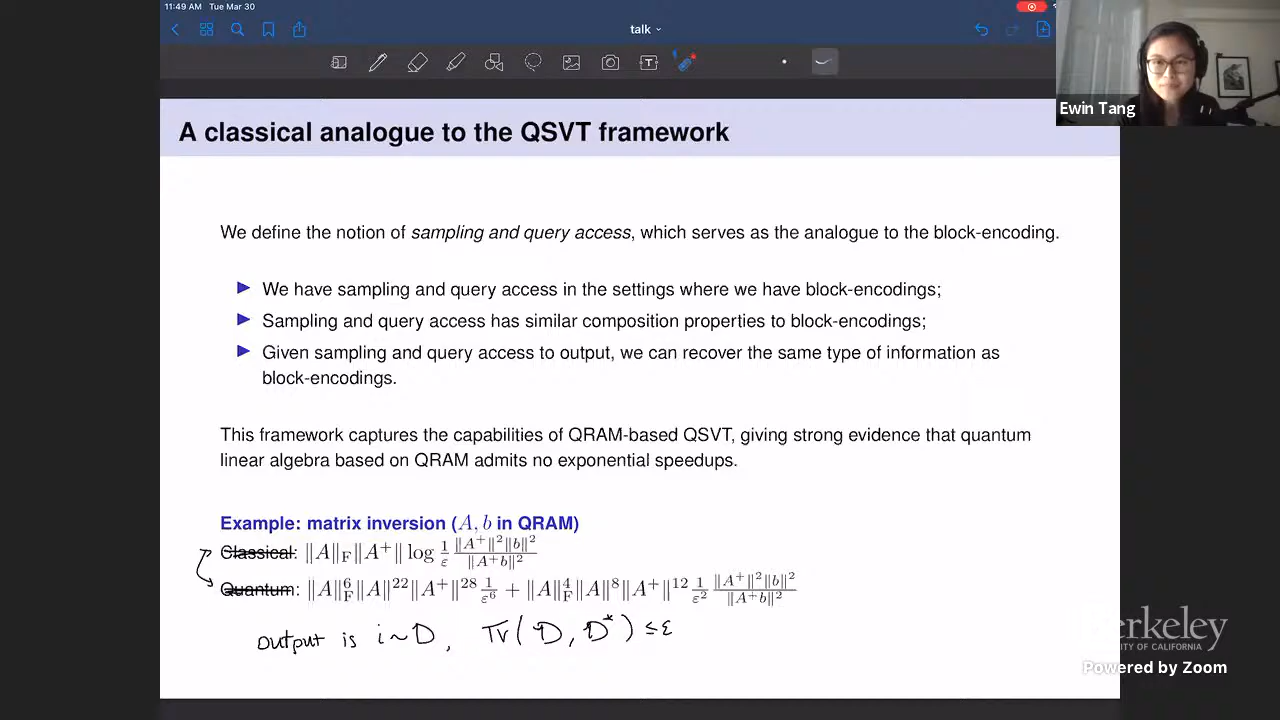 11:49 AM Tue Mar 30
talk
Ewin Tang
A classical analogue to the QSVT framework
We define the notion of sampling and query access, which serves as the analogue to the block-encoding.
▶ We have sampling and query access in the settings where we have block-encodings;
▶ Sampling and query access has similar composition properties to block-encodings;
▶ Given sampling and query access to output, we can recover the same type of information as
block-encodings.
This framework captures the capabilities of QRAM-based QSVT, giving strong evidence that quantum
linear algebra based on QRAM admits no exponential speedups.
Example: matrix inversion (A, b in QRAM)
Classical: ‖A‖_F‖A⁺‖ log 1/ε ‖A⁺‖²‖b‖²/‖A⁺b‖²
Quantum: ‖A‖_F⁶‖A‖²²‖A⁺‖²⁸ 1/ε⁶ + ‖A‖_F⁴‖A‖⁸‖A⁺‖¹² 1/ε² ‖A⁺‖²‖b‖²/‖A⁺b‖²
output is i~D, TV(D, D*) ≤ ε
Berkeley
UNIVERSITY OF CALIFORNIA
Powered by Zoom